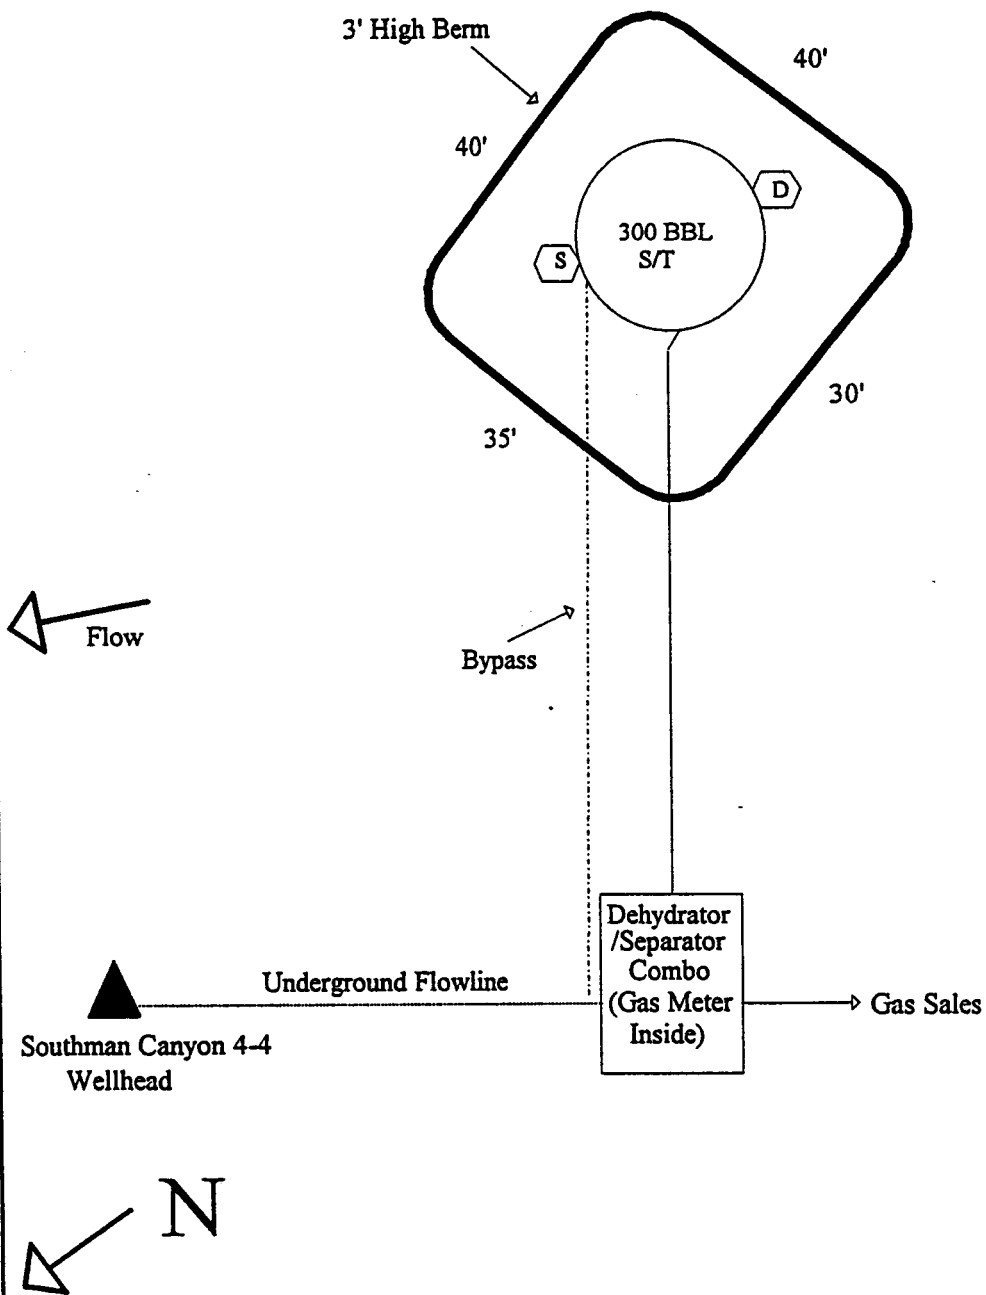 3' High Berm
40'
40'
D
300 BBL
S/T
S
30'
35'
Flow
Bypass
Dehydrator
/Separator
Combo
(Gas Meter
Inside)
Underground Flowline
Gas Sales
Southman Canyon 4-4
Wellhead
N